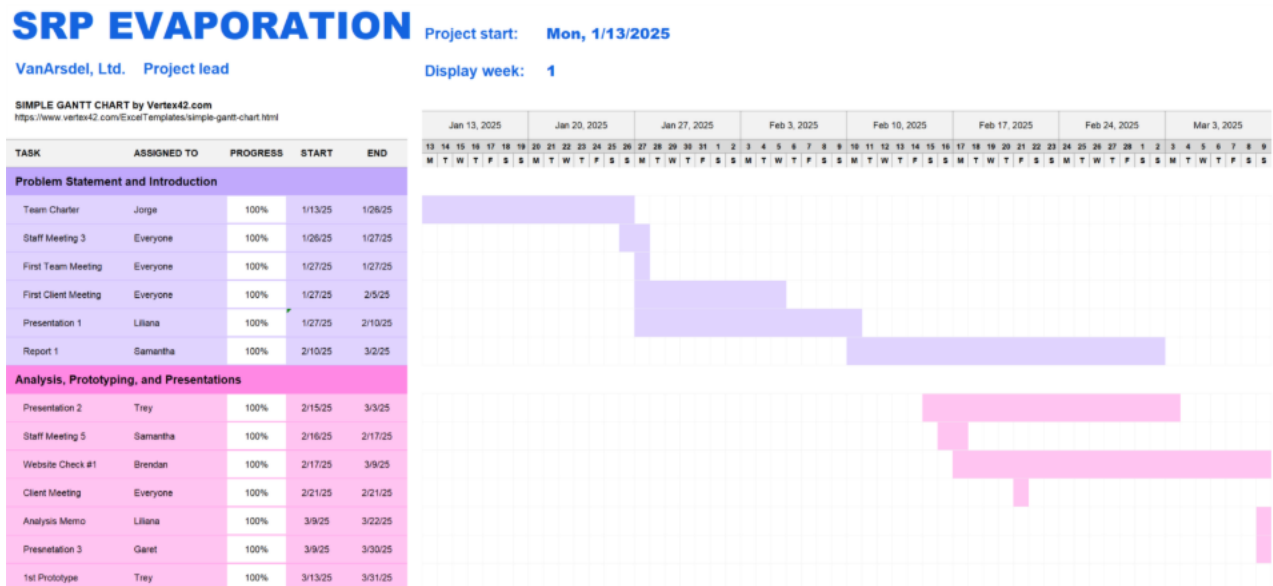 SRP EVAPORATION
Project start: Mon, 1/13/2025
VanArsdel, Ltd. Project lead
Display week: 1
SIMPLE GANTT CHART by Vertex42.com
https://www.vertex42.com/ExcelTemplates/simple-gantt-chart.html
Jan 13, 2025 Jan 20, 2025 Jan 27, 2025 Feb 3, 2025 Feb 10, 2025 Feb 17, 2025 Feb 24, 2025 Mar 3, 2025
13 14 15 16 17 18 19 20 21 22 23 24 25 26 27 28 29 30 31 1 2 3 4 5 6 7 8 9 10 11 12 13 14 15 16 17 18 19 20 21 22 23 24 25 26 27 28 1 2 3 4 5 6 7 8 9
TASK ASSIGNED TO PROGRESS START END
M T W T F S S M T W T F S S M T W T F S S M T W T F S S M T W T F S S M T W T F S S M T W T F S S M T W T F S S
Problem Statement and Introduction
Team Charter Jorge 100% 1/13/25 1/26/25
Staff Meeting 3 Everyone 100% 1/26/25 1/27/25
First Team Meeting Everyone 100% 1/27/25 1/27/25
First Client Meeting Everyone 100% 1/27/25 2/5/25
Presentation 1 Liliana 100% 1/27/25 2/10/25
Report 1 Samantha 100% 2/10/25 3/2/25
Analysis, Prototyping, and Presentations
Presentation 2 Trey 100% 2/15/25 3/3/25
Staff Meeting 5 Samantha 100% 2/16/25 2/17/25
Website Check #1 Brendan 100% 2/17/25 3/9/25
Client Meeting Everyone 100% 2/21/25 2/21/25
Analysis Memo Liliana 100% 3/9/25 3/22/25
Presnetation 3 Garet 100% 3/9/25 3/30/25
1st Prototype Trey 100% 3/13/25 3/31/25